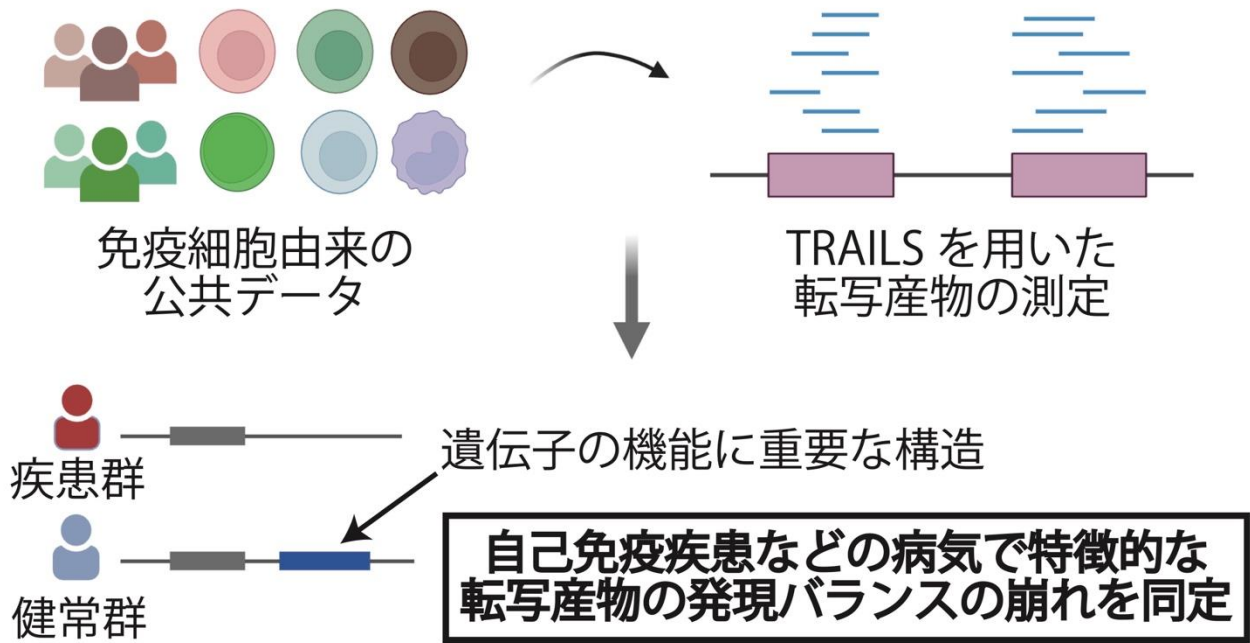 免疫細胞由来の
公共データ
TRAILS を用いた
転写産物の測定
疾患群
遺伝子の機能に重要な構造
健常群
自己免疫疾患などの病気で特徴的な
転写産物の発現バランスの崩れを同定